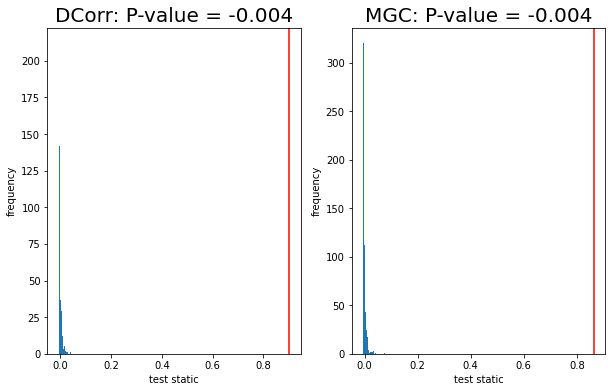 DCorr: P-value = -0.004
200
175
150
125
100
75
50
25
0
frequency
0.0 0.2 0.4 0.6 0.8
test static
MGC: P-value = -0.004
300
250
200
150
100
50
0
frequency
0.0 0.2 0.4 0.6 0.8
test static